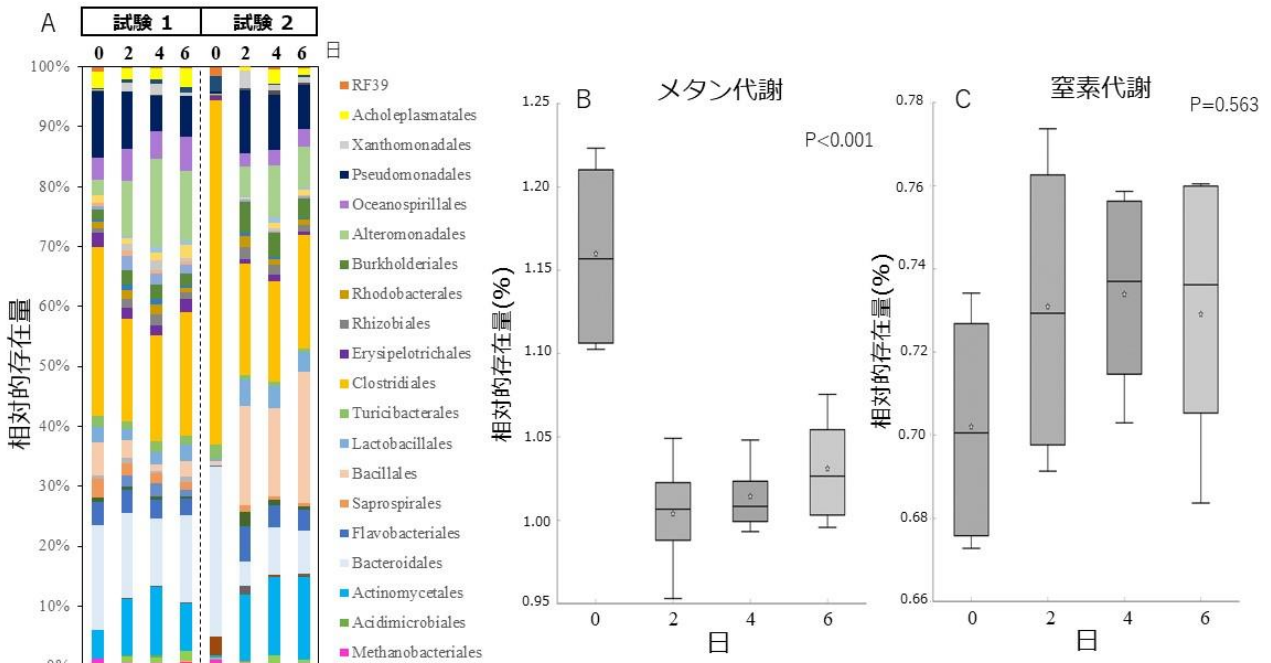 A
試験 1 試験 2
0 2 4 6 0 2 4 6 日
100%
90%
80%
70%
60%
50%
40%
30%
20%
10%
0%
相対的存在量
RF39
Acholeplasmatales
Xanthomonadales
Pseudomonadales
Oceanospirillales
Alteromonadales
Burkholderiales
Rhodobacterales
Rhizobiales
Erysipelotrichales
Clostridiales
Turicibacterales
Lactobacillales
Bacillales
Saprospirales
Flavobacteriales
Bacteroidales
Actinomycetales
Acidimicrobiales
Methanobacteriales
B メタン代謝
P<0.001
1.25
1.20
1.15
1.10
1.05
1.00
0.95
相対的存在量(%)
0 2 4 6
日
C 窒素代謝
P=0.563
0.78
0.76
0.74
0.72
0.70
0.68
0.66
相対的存在量(%)
0 2 4 6
日